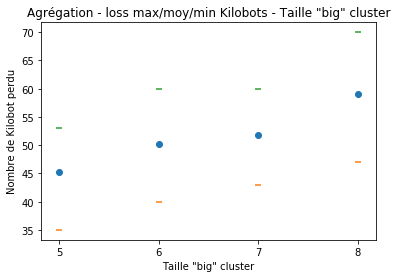 Agrégation - loss max/moy/min Kilobots - Taille "big" cluster
Nombre de Kilobot perdu
70
65
60
55
50
45
40
35
5 6 7 8
Taille "big" cluster